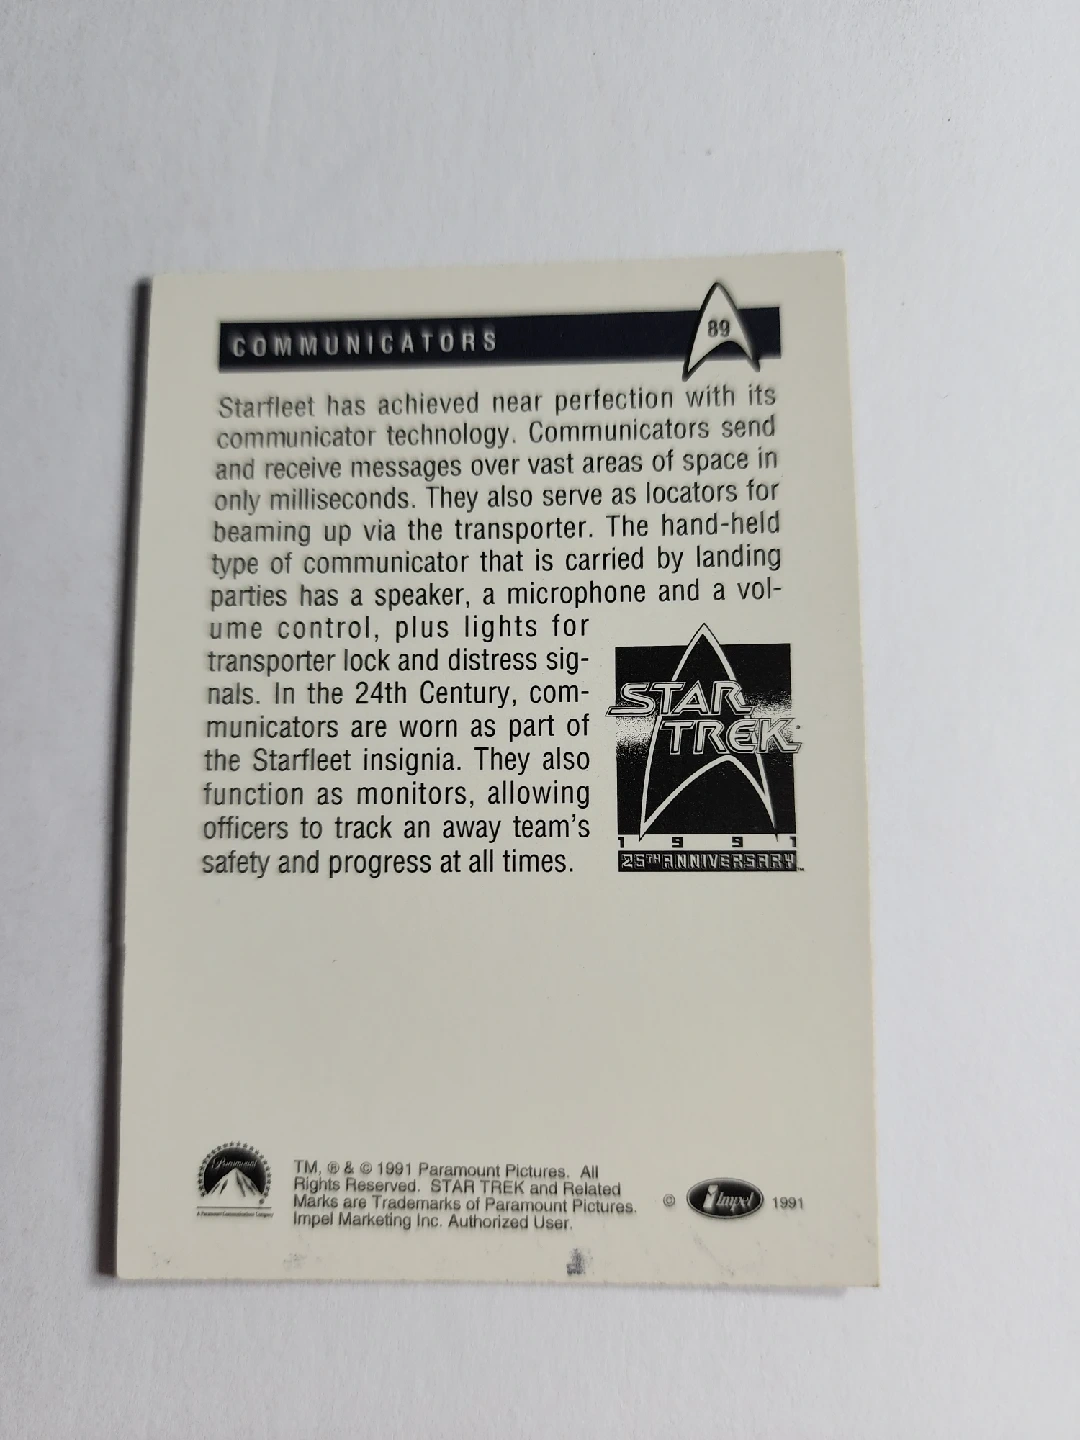 COMMUNICATORS
89
Starfleet has achieved near perfection with its
communicator technology. Communicators send
and receive messages over vast areas of space in
only milliseconds. They also serve as locators for
beaming up via the transporter. The hand-held
type of communicator that is carried by landing
parties has a speaker, a microphone and a vol-
ume control, plus lights for
transporter lock and distress sig-
nals. In the 24th Century, com-
municators are worn as part of
the Starfleet insignia. They also
function as monitors, allowing
officers to track an away team's
safety and progress at all times.
STAR
TREK
1991
25TH ANNIVERSARY™
Paramount
A Paramount Communications Company
TM, ® & © 1991 Paramount Pictures. All
Rights Reserved. STAR TREK and Related
Marks are Trademarks of Paramount Pictures.
Impel Marketing Inc. Authorized User.
© Impel 1991